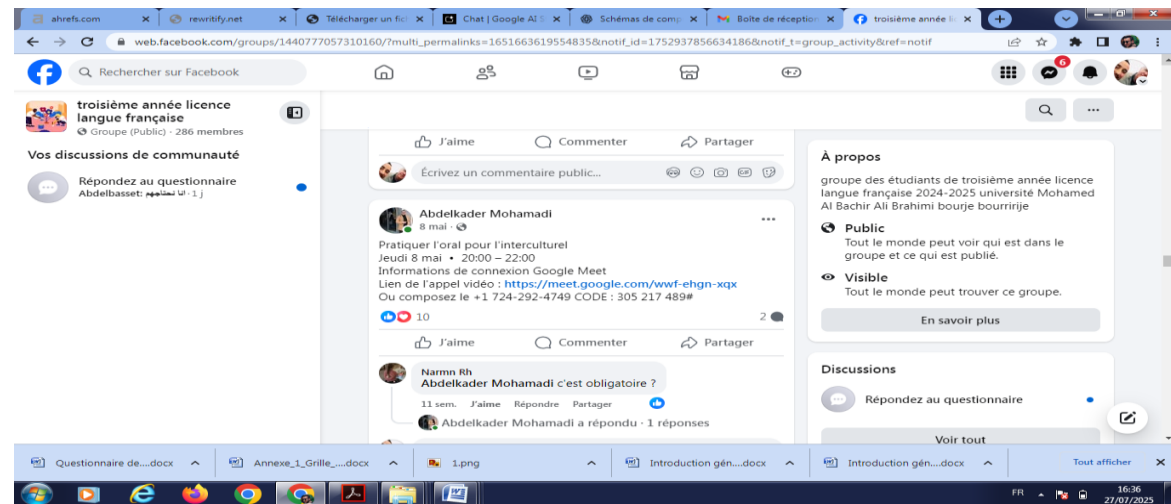 ahrefs.com
rewritify.net
Télécharger un fic
Chat | Google AI S
Schémas de comp
Boîte de réception
troisième année lic
web.facebook.com/groups/1440777057310160/?multi_permalinks=1651663619554835&notif_id=1752937856634186&notif_t=group_activity&ref=notif
Rechercher sur Facebook
6
troisième année licence
langue française
Groupe (Public) · 286 membres
Vos discussions de communauté
Répondez au questionnaire
Abdelbasset: انا نحتاجهم · 1 j
J'aime
Commenter
Partager
Écrivez un commentaire public...
GIF
Abdelkader Mohamadi
8 mai ·
Pratiquer l'oral pour l'interculturel
Jeudi 8 mai • 20:00 – 22:00
Informations de connexion Google Meet
Lien de l'appel vidéo : https://meet.google.com/wwf-ehgn-xqx
Ou composez le +1 724-292-4749 CODE : 305 217 489#
10
2
J'aime
Commenter
Partager
Narmn Rh
Abdelkader Mohamadi c'est obligatoire ?
11 sem. J'aime Répondre Partager
Abdelkader Mohamadi a répondu · 1 réponses
À propos
groupe des étudiants de troisième année licence
langue française 2024-2025 université Mohamed
Al Bachir Ali Brahimi bourje bourririje
Public
Tout le monde peut voir qui est dans le
groupe et ce qui est publié.
Visible
Tout le monde peut trouver ce groupe.
En savoir plus
Discussions
Répondez au questionnaire
Voir tout
Questionnaire de....docx
Annexe_1_Grille_....docx
1.png
Introduction gén....docx
Introduction gén....docx
Tout afficher
FR
16:36
27/07/2025